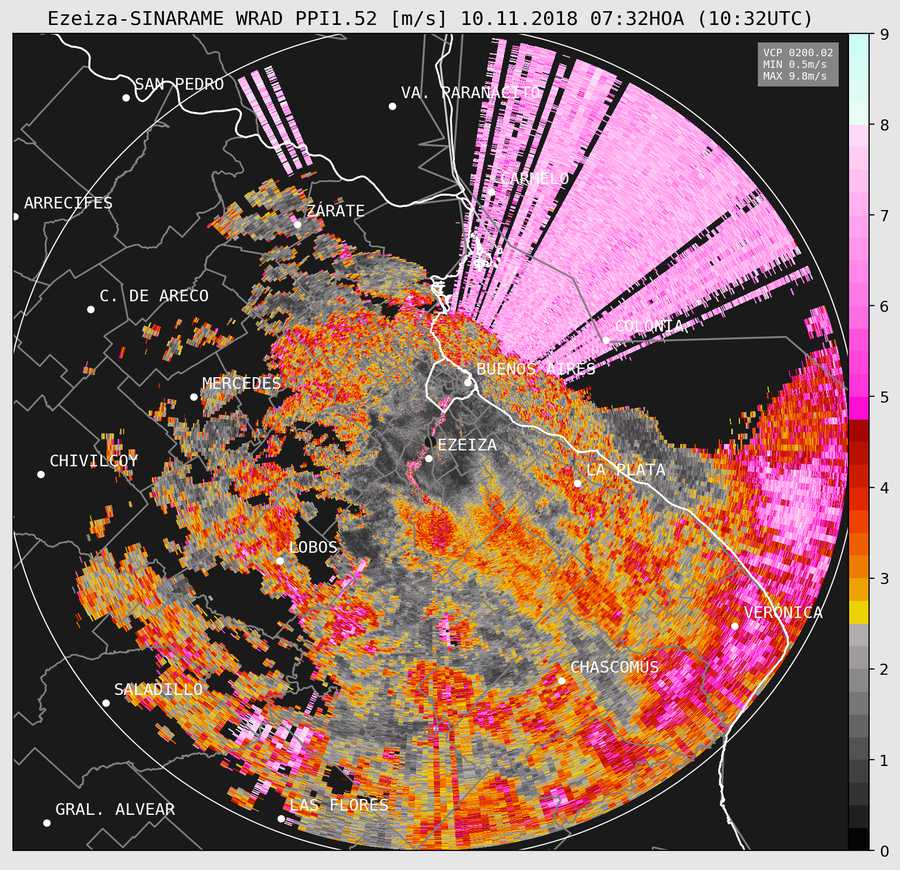 Ezeiza-SINARAME WRAD PPI1.52 [m/s] 10.11.2018 07:32HOA (10:32UTC)
VCP 0200.02
MIN 0.5m/s
MAX 9.8m/s
SAN PEDRO
VA. PARANACITO
CARMELO
ARRECIFES
ZÁRATE
C. DE ARECO
COLONIA
BUENOS AIRES
MERCEDES
EZEIZA
CHIVILCOY
LA PLATA
LOBOS
VERÓNICA
CHASCOMÚS
SALADILLO
LAS FLORES
GRAL. ALVEAR
9
8
7
6
5
4
3
2
1
0